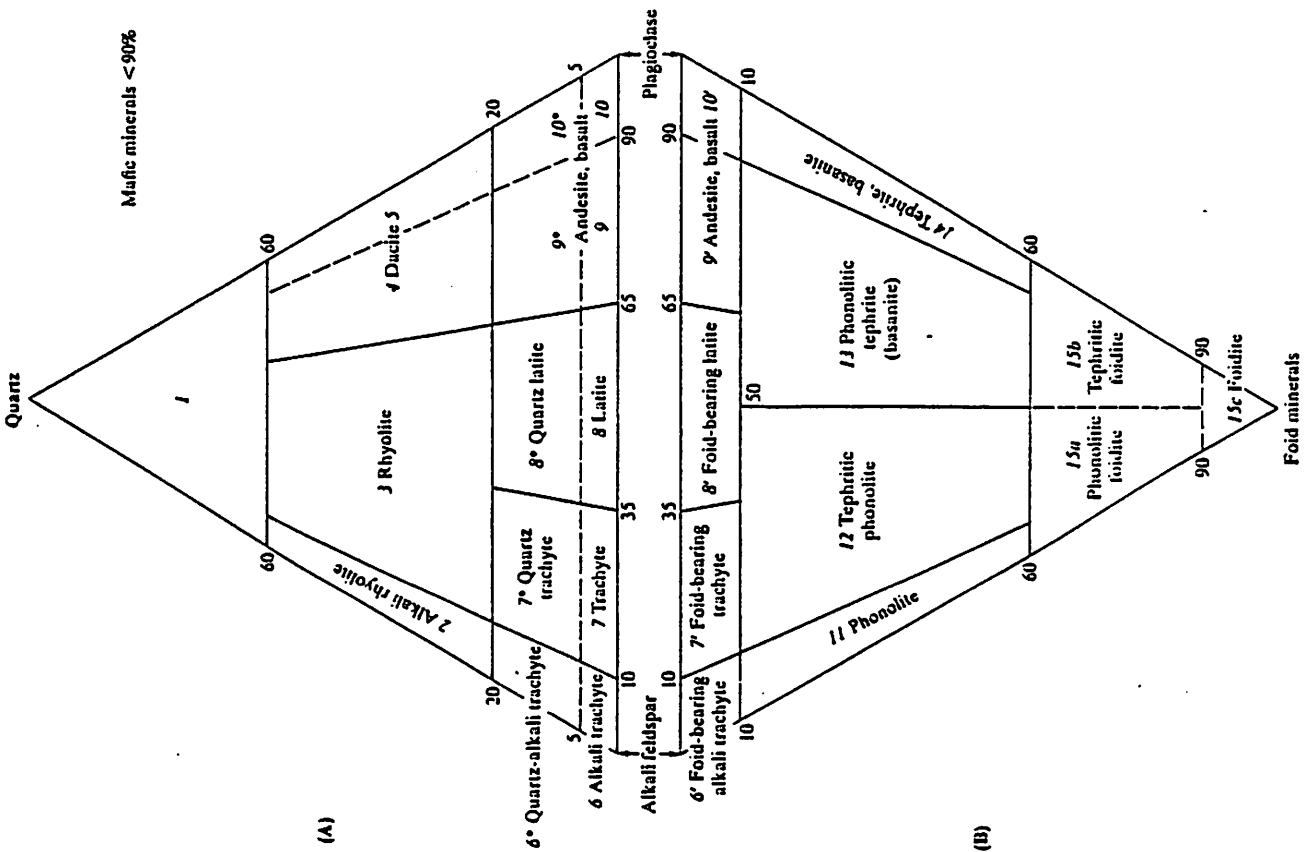 Mafic minerals <90%
(A)
Quartz
1
60
60
2 Alkali rhyolite
3 Rhyolite
4 Dacite 5
20
20
6* Quartz-alkali trachyte
7* Quartz
trachyte
8* Quartz latite
9*
10*
5
5
6 Alkali trachyte
7 Trachyte
8 Latite
Andesite, basalt
9
10
10
35
65
90
Alkali feldspar
Plagioclase
10
35
65
90
6' Foid-bearing
alkali trachyte
7' Foid-bearing
trachyte
8' Foid-bearing latite
9' Andesite, basalt 10'
10
50
10
11 Phonolite
12 Tephritic
phonolite
13 Phonolitic
tephrite
(basanite)
14 Tephrite, basanite
60
60
15a
Phonolitic
foidite
15b
Tephritic
foidite
90
90
15c Foidite
Foid minerals
(B)